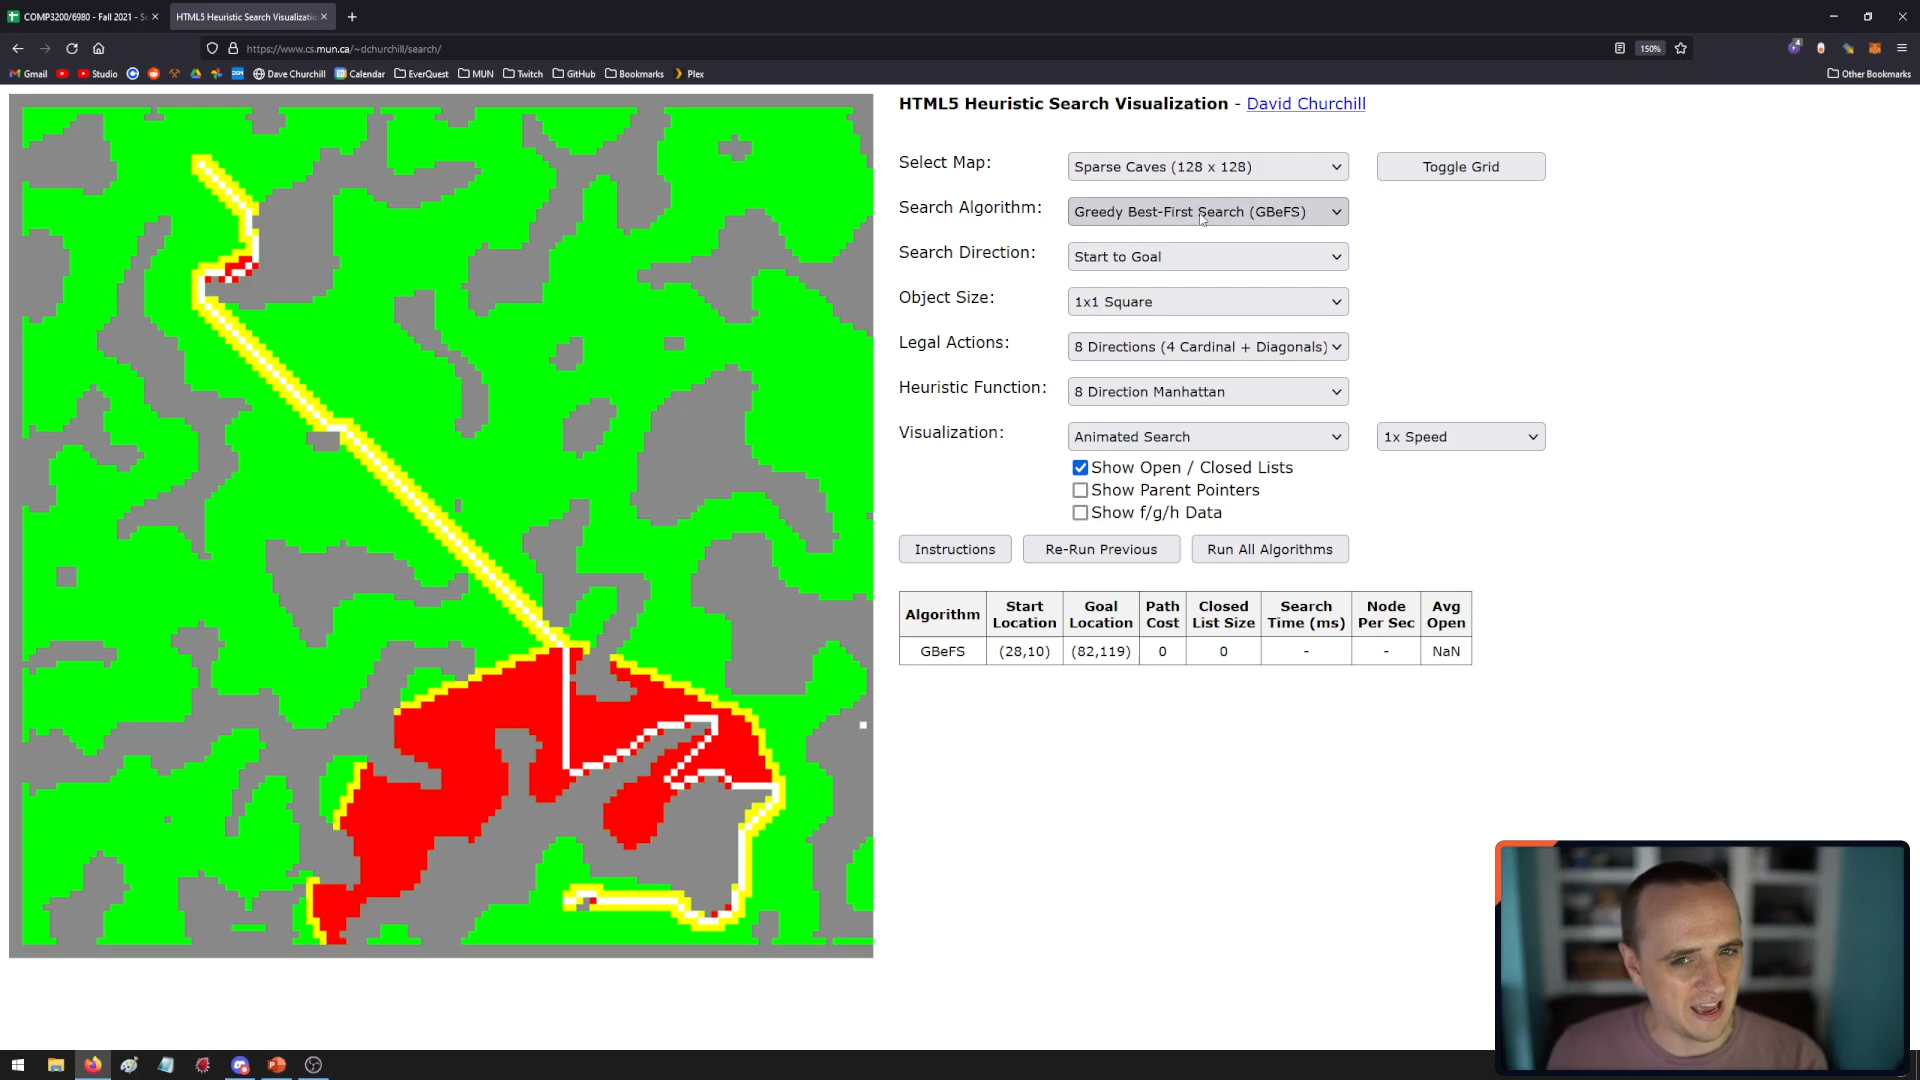 COMP3200/6980 - Fall 2021 - Sc
HTML5 Heuristic Search Visualizatio
https://www.cs.mun.ca/~dchurchill/search/
150%
4
Gmail
Studio
Dave Churchill
Calendar
EverQuest
MUN
Twitch
GitHub
Bookmarks
Plex
Other Bookmarks
HTML5 Heuristic Search Visualization - David Churchill
Select Map: Sparse Caves (128 x 128) Toggle Grid
Search Algorithm: Greedy Best-First Search (GBeFS)
Search Direction: Start to Goal
Object Size: 1x1 Square
Legal Actions: 8 Directions (4 Cardinal + Diagonals)
Heuristic Function: 8 Direction Manhattan
Visualization: Animated Search 1x Speed
Show Open / Closed Lists
Show Parent Pointers
Show f/g/h Data
Instructions Re-Run Previous Run All Algorithms
Algorithm Start Location Goal Location Path Cost Closed List Size Search Time (ms) Node Per Sec Avg Open
GBeFS (28,10) (82,119) 0 0 - - NaN